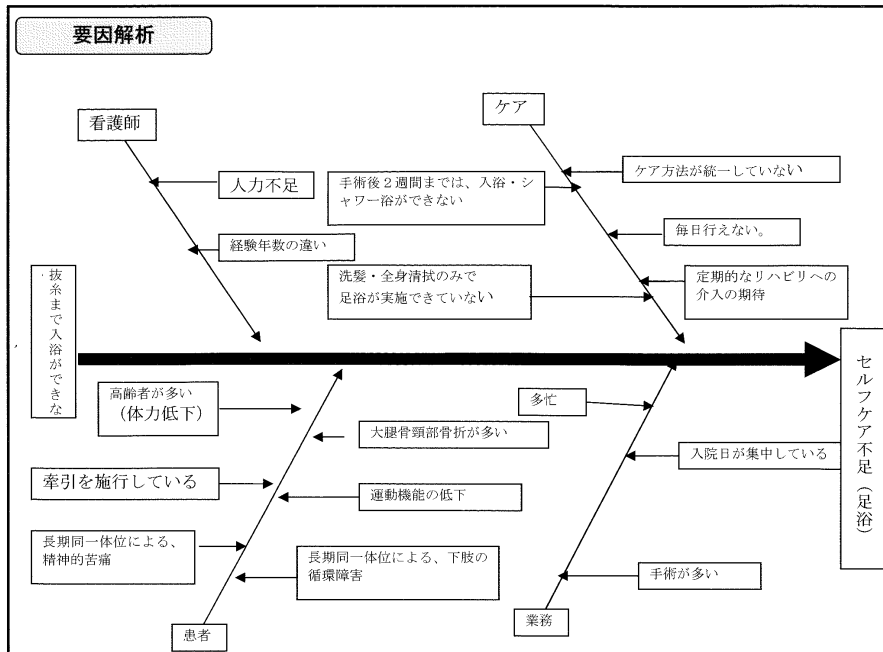 要因解析
看護師
ケア
人力不足
手術後２週間までは、入浴・シ
ャワー浴ができない
ケア方法が統一していない
経験年数の違い
毎日行えない。
洗髪・全身清拭のみで
足浴が実施できていない
定期的なリハビリへの
介入の期待
抜糸まで入浴ができな
セルフケア不足（足浴）
高齢者が多い
（体力低下）
多忙
大腿骨頸部骨折が多い
入院日が集中している
牽引を施行している
運動機能の低下
長期同一体位による、
精神的苦痛
長期同一体位による、下肢の
循環障害
手術が多い
患者
業務